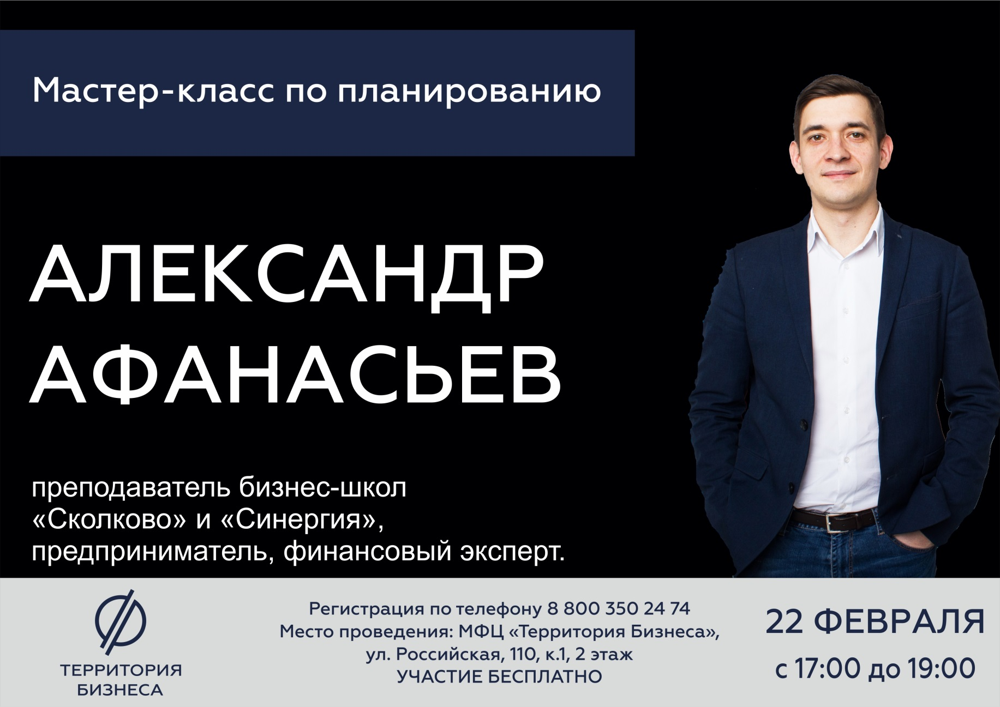 Мастер-класс по планированию
АЛЕКСАНДР
АФАНАСЬЕВ
преподаватель бизнес-школ
«Сколково» и «Синергия»,
предприниматель, финансовый эксперт.
ТЕРРИТОРИЯ
БИЗНЕСА
Регистрация по телефону 8 800 350 24 74
Место проведения: МФЦ «Территория Бизнеса»,
ул. Российская, 110, к.1, 2 этаж
УЧАСТИЕ БЕСПЛАТНО
22 ФЕВРАЛЯ
с 17:00 до 19:00